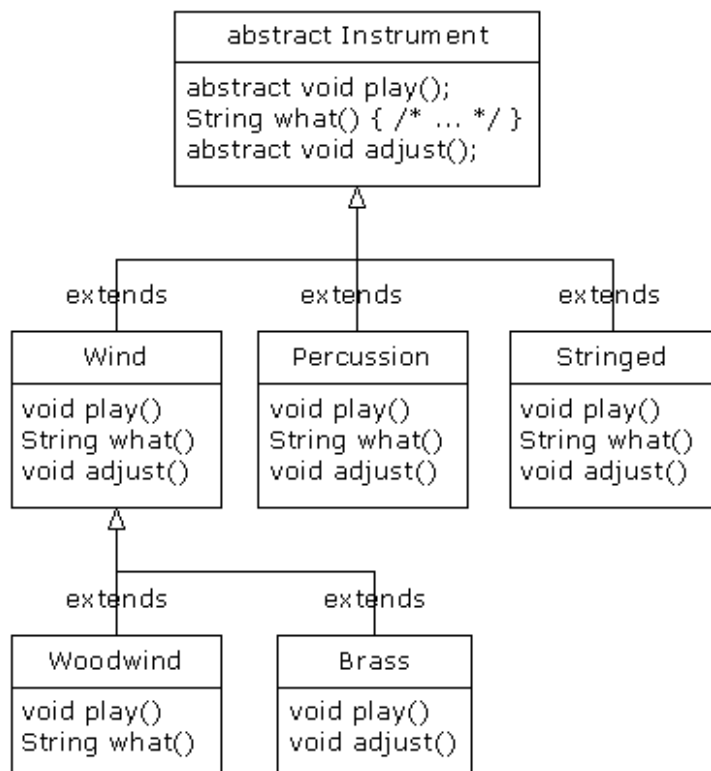 abstract Instrument
abstract void play();
String what() { /* ... */ }
abstract void adjust();
extends
extends
extends
Wind
void play()
String what()
void adjust()
Percussion
void play()
String what()
void adjust()
Stringed
void play()
String what()
void adjust()
extends
extends
Woodwind
void play()
String what()
Brass
void play()
void adjust()